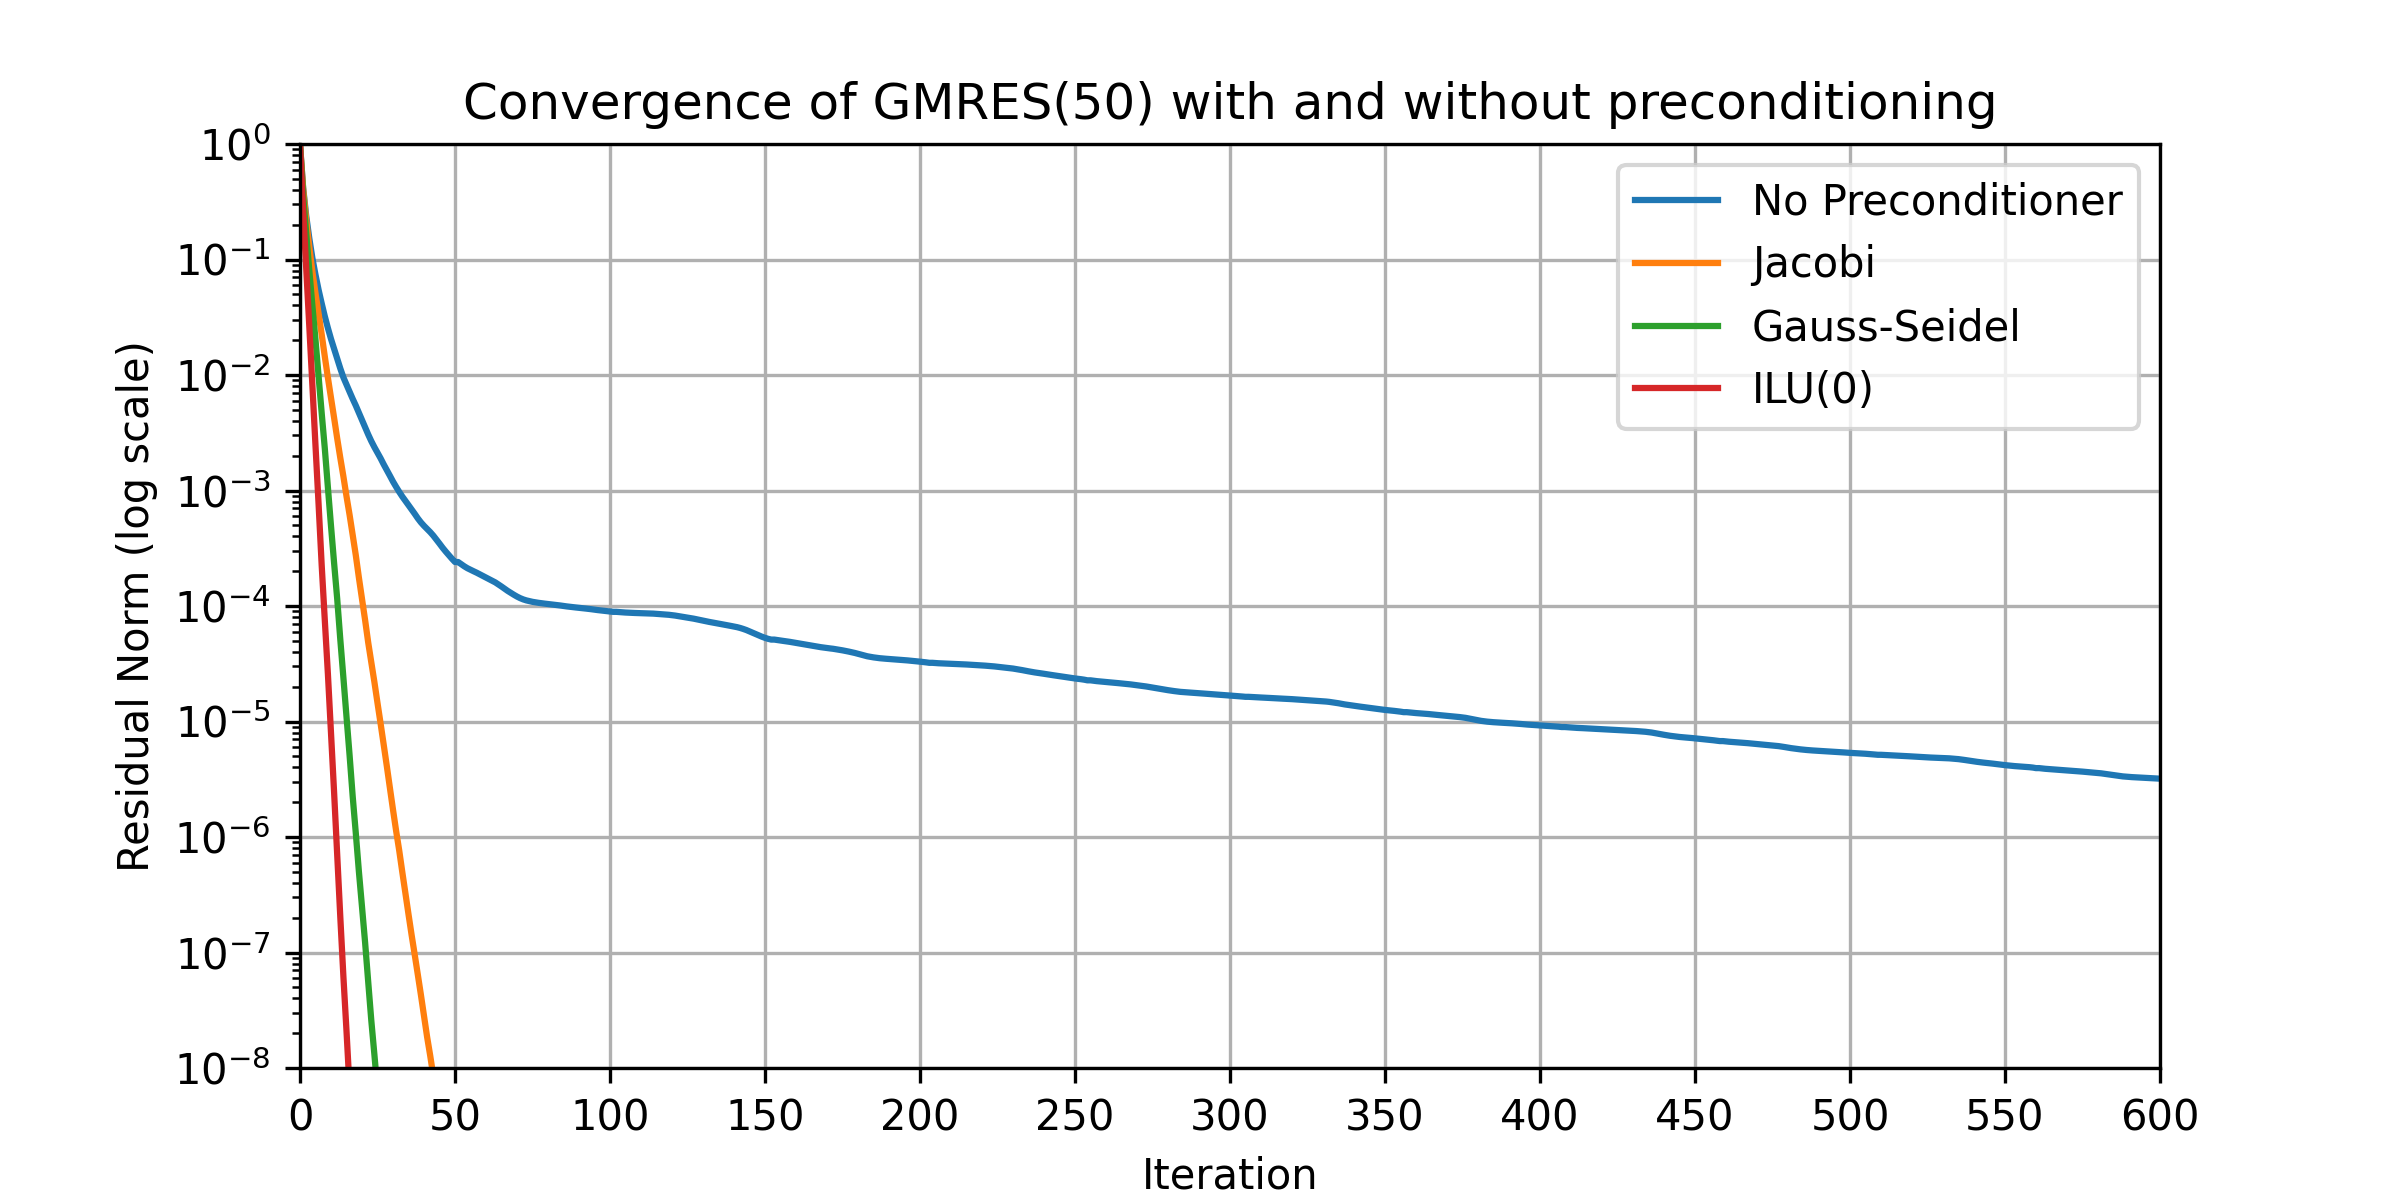 Convergence of GMRES(50) with and without preconditioning
10⁰
10⁻¹
10⁻²
10⁻³
10⁻⁴
10⁻⁵
10⁻⁶
10⁻⁷
10⁻⁸
Residual Norm (log scale)
No Preconditioner
Jacobi
Gauss-Seidel
ILU(0)
0 50 100 150 200 250 300 350 400 450 500 550 600
Iteration